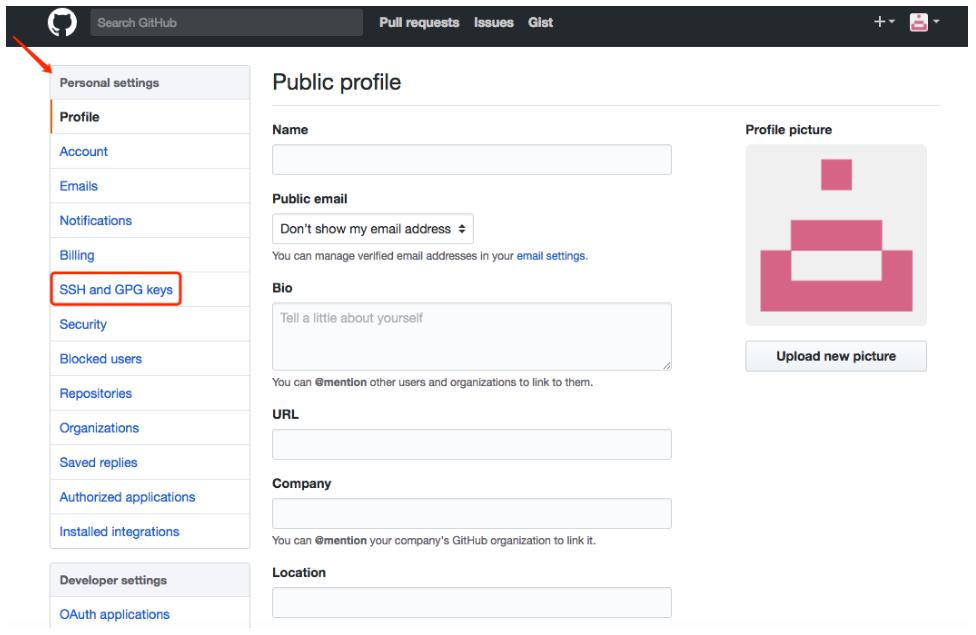 Search GitHub
Pull requests Issues Gist
Personal settings
Profile
Account
Emails
Notifications
Billing
SSH and GPG keys
Security
Blocked users
Repositories
Organizations
Saved replies
Authorized applications
Installed integrations
Developer settings
OAuth applications
Public profile
Name
Public email
Don't show my email address
You can manage verified email addresses in your email settings.
Bio
Tell a little about yourself
You can @mention other users and organizations to link to them.
URL
Company
You can @mention your company's GitHub organization to link it.
Location
Profile picture
Upload new picture